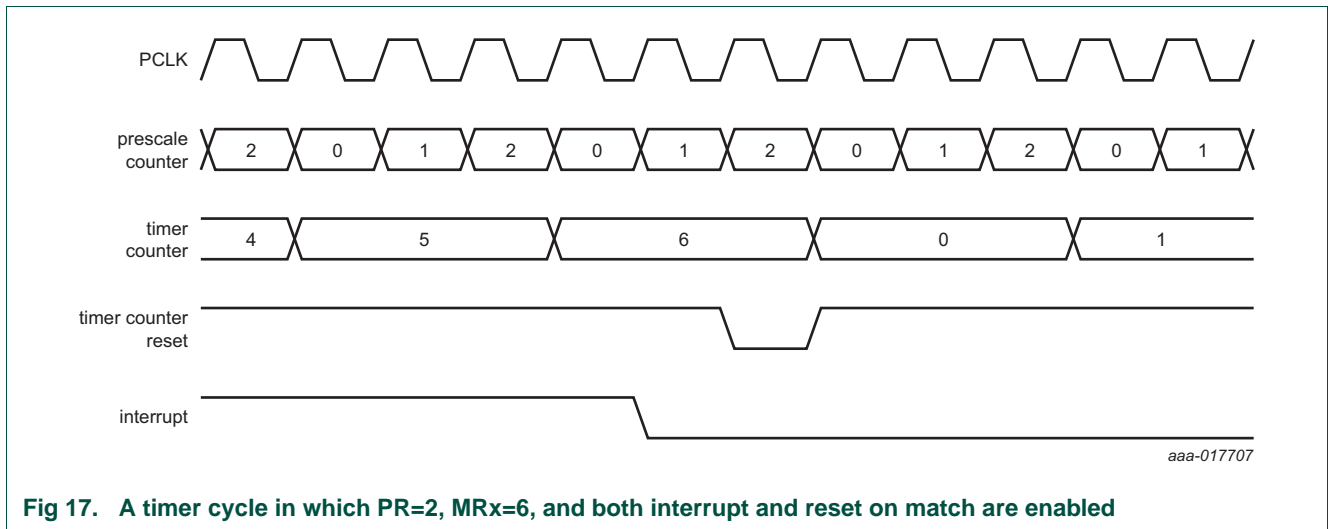 PCLK
prescale
counter
2 0 1 2 0 1 2 0 1 2 0 1
timer
counter
4 5 6 0 1
timer counter
reset
interrupt
aaa-017707
Fig 17. A timer cycle in which PR=2, MRx=6, and both interrupt and reset on match are enabled